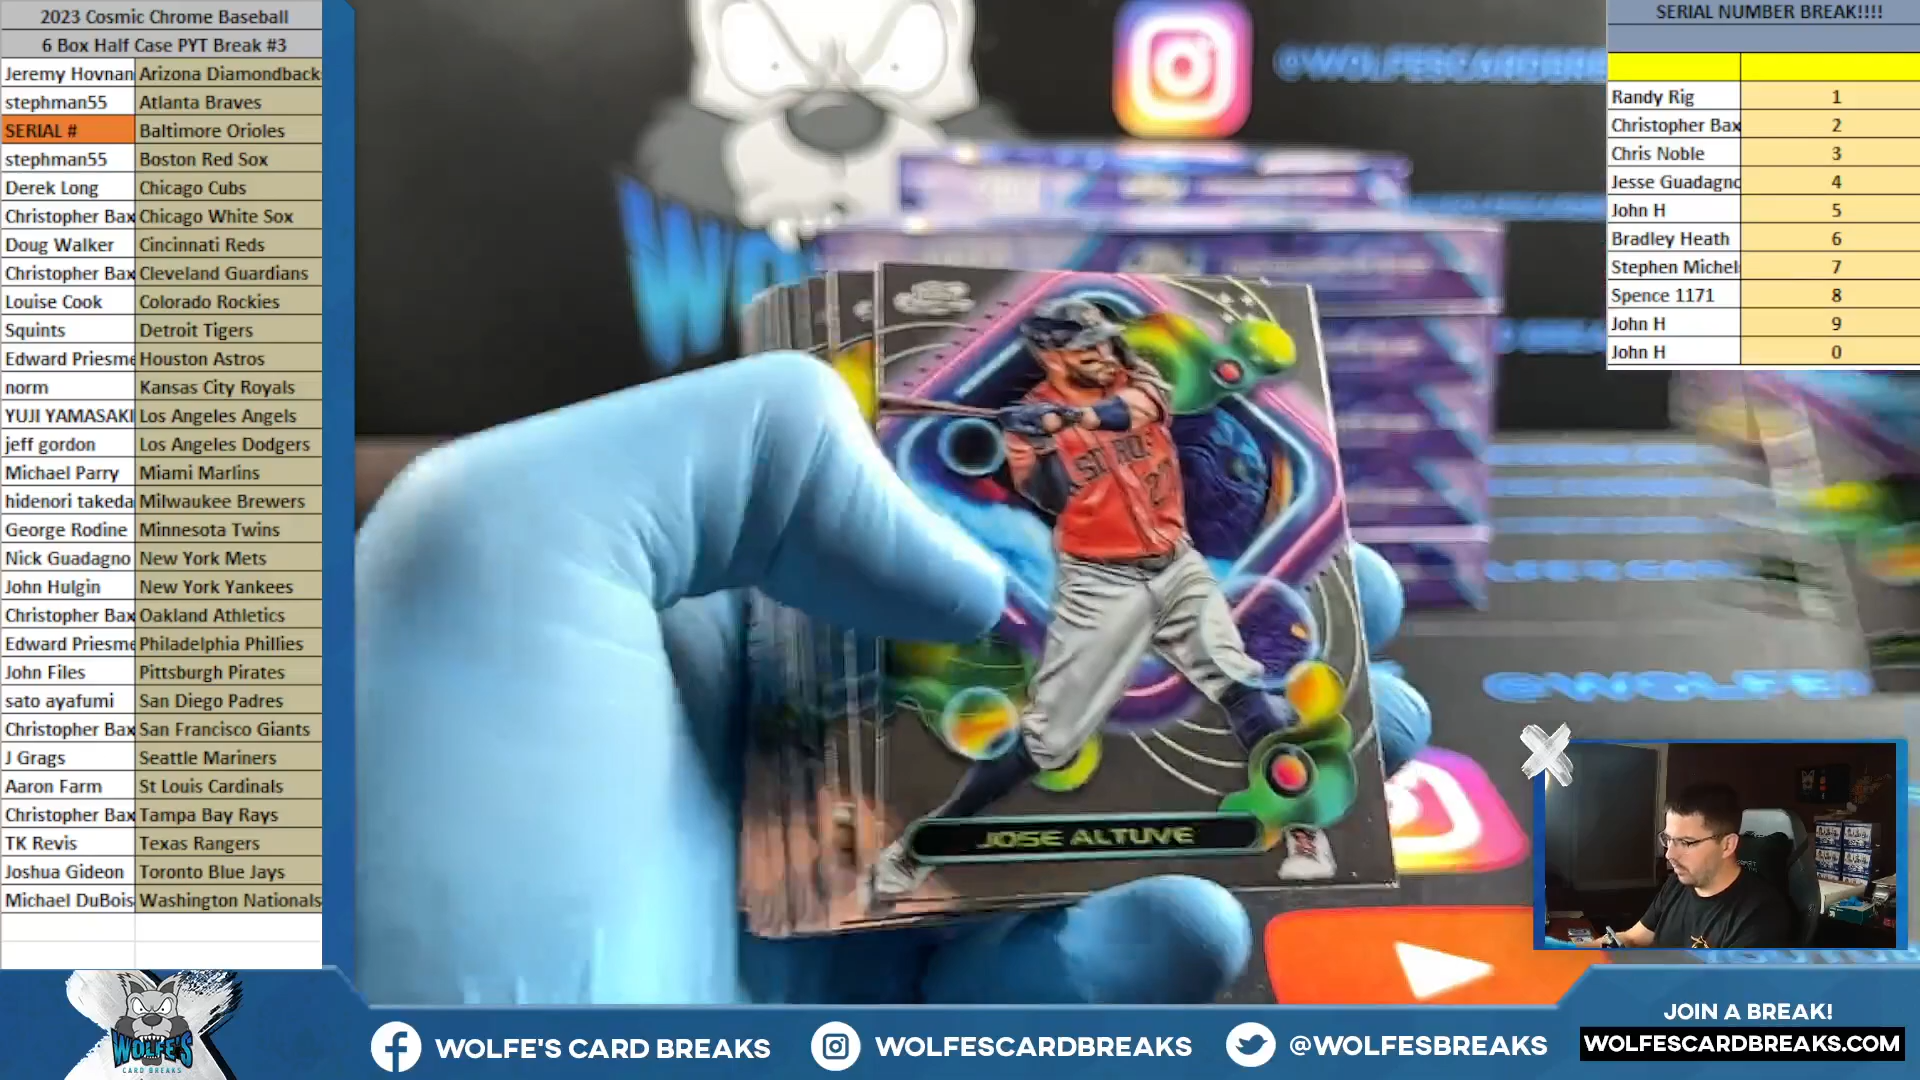 2023 Cosmic Chrome Baseball
6 Box Half Case PYT Break #3
Jeremy Hovnan Arizona Diamondback
stephman55 Atlanta Braves
SERIAL # Baltimore Orioles
stephman55 Boston Red Sox
Derek Long Chicago Cubs
Christopher Bax Chicago White Sox
Doug Walker Cincinnati Reds
Christopher Bax Cleveland Guardians
Louise Cook Colorado Rockies
Squints Detroit Tigers
Edward Priesme Houston Astros
norm Kansas City Royals
YUJI YAMASAKI Los Angeles Angels
jeff gordon Los Angeles Dodgers
Michael Parry Miami Marlins
hidenori takeda Milwaukee Brewers
George Rodine Minnesota Twins
Nick Guadagno New York Mets
John Hulgin New York Yankees
Christopher Bax Oakland Athletics
Edward Priesme Philadelphia Phillies
John Files Pittsburgh Pirates
sato ayafumi San Diego Padres
Christopher Bax San Francisco Giants
J Grags Seattle Mariners
Aaron Farm St Louis Cardinals
Christopher Bax Tampa Bay Rays
TK Revis Texas Rangers
Joshua Gideon Toronto Blue Jays
Michael DuBois Washington Nationals
SERIAL NUMBER BREAK!!!!
Randy Rig 1
Christopher Bax 2
Chris Noble 3
Jesse Guadagno 4
John H 5
Bradley Heath 6
Stephen Michel 7
Spence 1171 8
John H 9
John H 0
@WOLFESCARDBRE
JOSE ALTUVE
WOLFE'S
CARD BREAKS
WOLFE'S CARD BREAKS
WOLFESCARDBREAKS
@WOLFESBREAKS
JOIN A BREAK!
WOLFESCARDBREAKS.COM